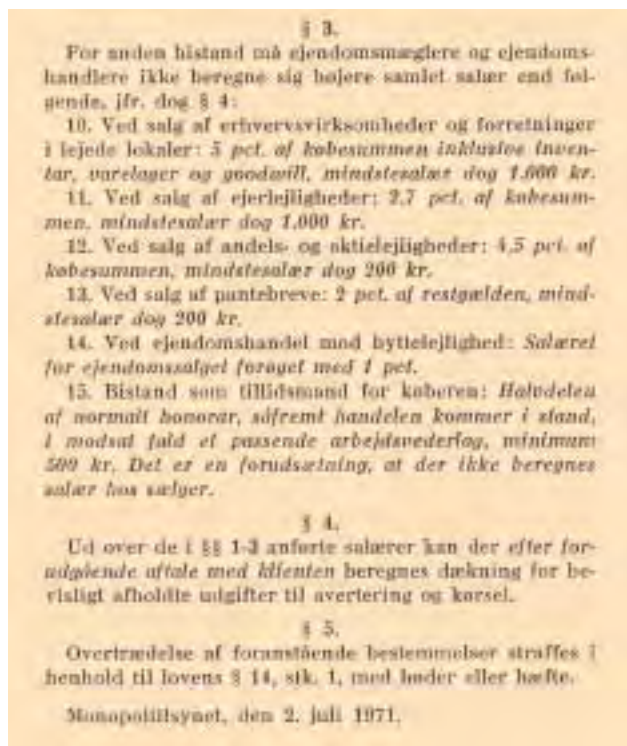 § 3.
For anden bistand må ejendomsmæglere og ejendoms-
handlere ikke beregne sig højere samlet salær end føl-
gende, jfr. dog § 4:
10. Ved salg af erhvervsvirksomheder og forretninger
i lejede lokaler: 5 pct. af købesummen inklusive inven-
tar, varelager og goodwill, mindstesalær dog 1.000 kr.
11. Ved salg af ejerlejligheder: 2,7 pct. af købesum-
men, mindstesalær dog 1.000 kr.
12. Ved salg af andels- og aktielejligheder: 4,5 pct. af
købesummen, mindstesalær dog 200 kr.
13. Ved salg af pantebreve: 2 pct. af restgælden, mind-
stesalær dog 200 kr.
14. Ved ejendomshandel mod byttelejlighed: Salæret
for ejendomssalget forøget med 1 pct.
15. Bistand som tillidsmand for køberen: Halvdelen
af normalt honorar, såfremt handelen kommer i stand,
i modsat fald et passende arbejdsvederlag, minimum
500 kr. Det er en forudsætning, at der ikke beregnes
salær hos sælger.
§ 4.
Ud over de i §§ 1-3 anførte salærer kan der efter for-
udgående aftale med klienten beregnes dækning for be-
visligt afholdte udgifter til avertering og kørsel.
§ 5.
Overtrædelse af foranstående bestemmelser straffes i
henhold til lovens § 14, stk. 1, med bøder eller hæfte.
Monopoltilsynet, den 2. juli 1971.